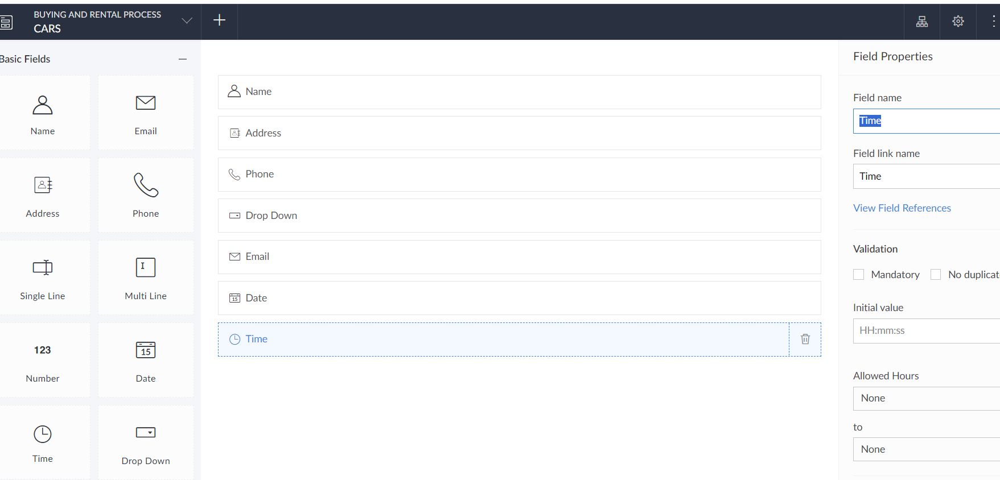 BUYING AND RENTAL PROCESS
CARS
Basic Fields
Name
Email
Address
Phone
Single Line
Multi Line
123
Number
15
Date
Time
Drop Down
Name
Address
Phone
Drop Down
Email
15
Date
Time
Field Properties
Field name
Time
Field link name
Time
View Field References
Validation
Mandatory
No duplicat
Initial value
HH:mm:ss
Allowed Hours
None
to
None